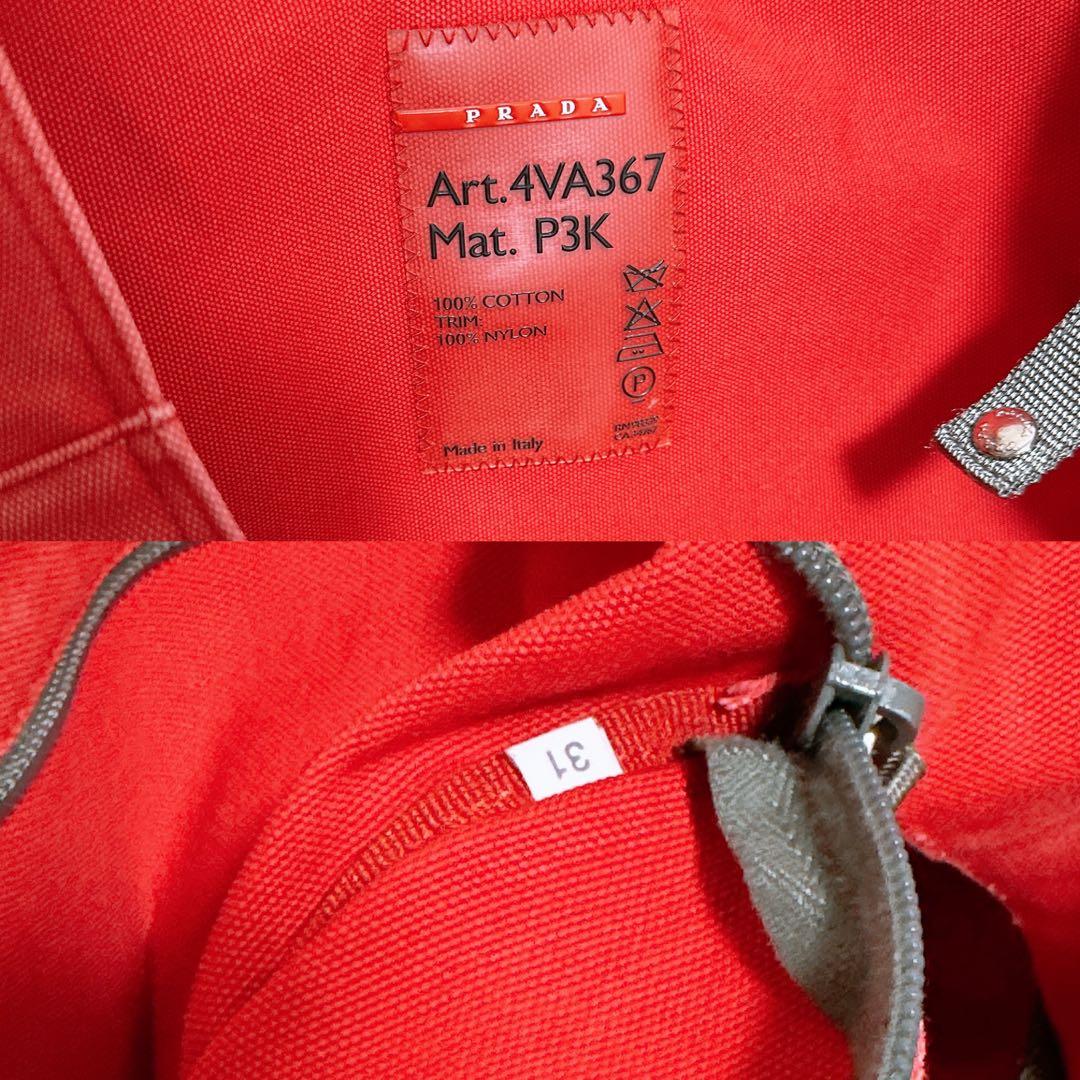 PRADA
Art.4VA367
Mat. P3K
100% COTTON
TRIM:
100% NYLON
P
Made in Italy
31